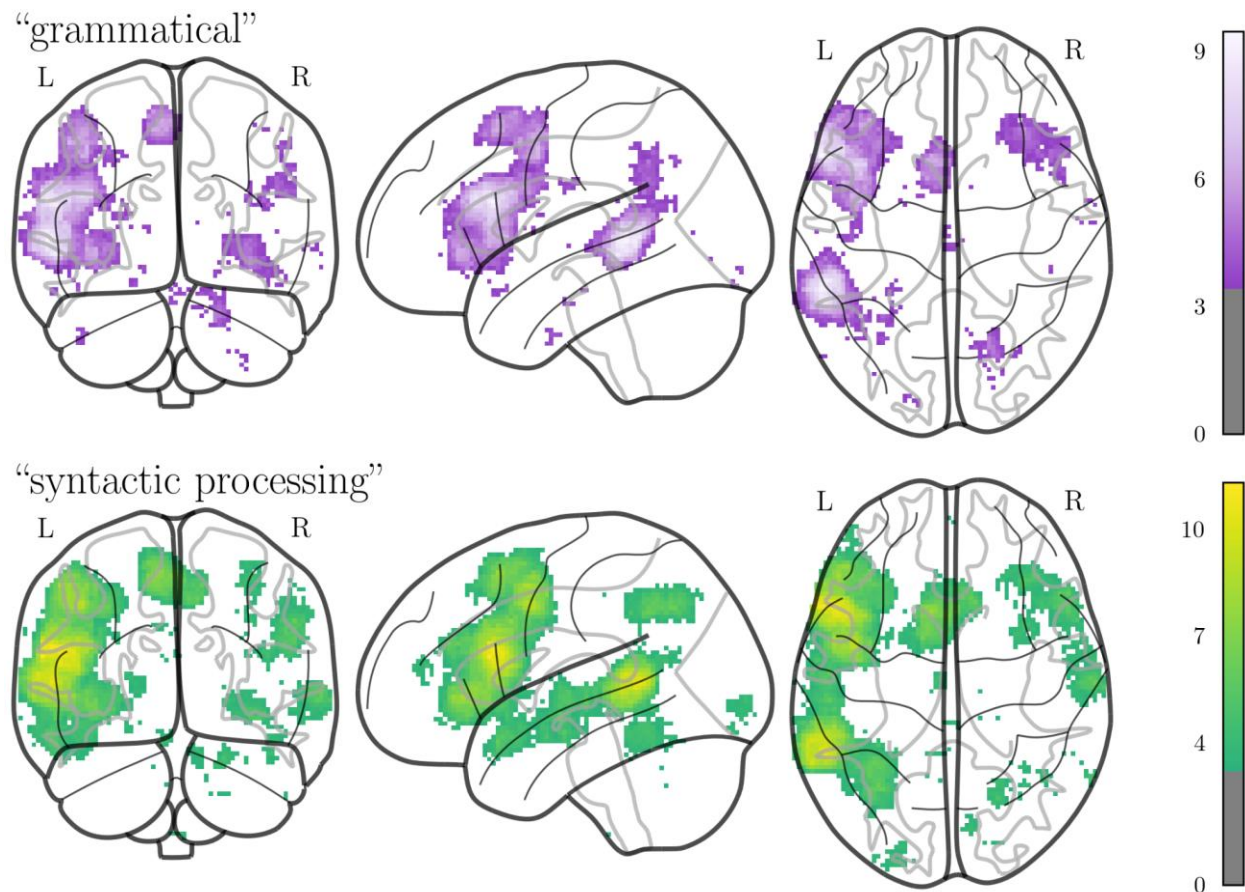 “grammatical”
L R L R
9
6
3
0
“syntactic processing”
L R L R
10
7
4
0